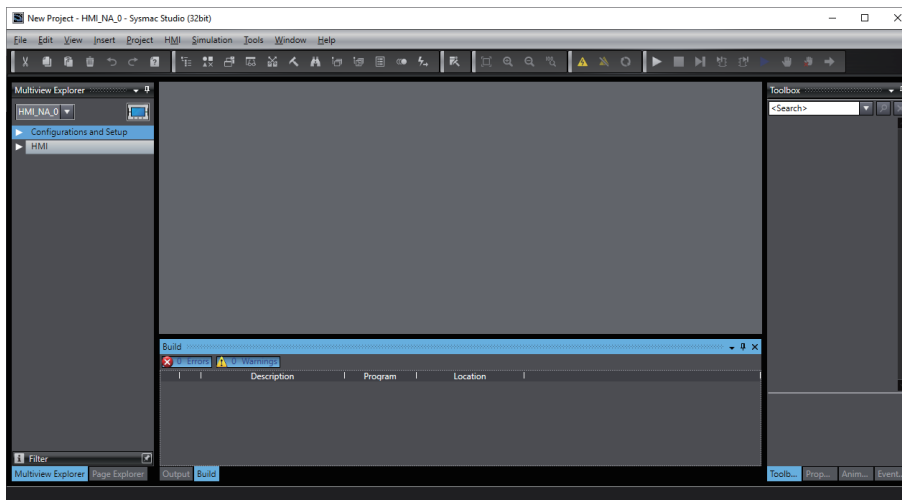 New Project - HMI_NA_0 - Sysmac Studio (32bit)
File Edit View Insert Project HMI Simulation Tools Window Help
Multiview Explorer
Toolbox
HMI_NA_0
<Search>
Configurations and Setup
HMI
Build
0 Errors 0 Warnings
Description Program Location
Filter
Multiview Explorer Page Explorer Output Build Toolb... Prop... Anim... Event...